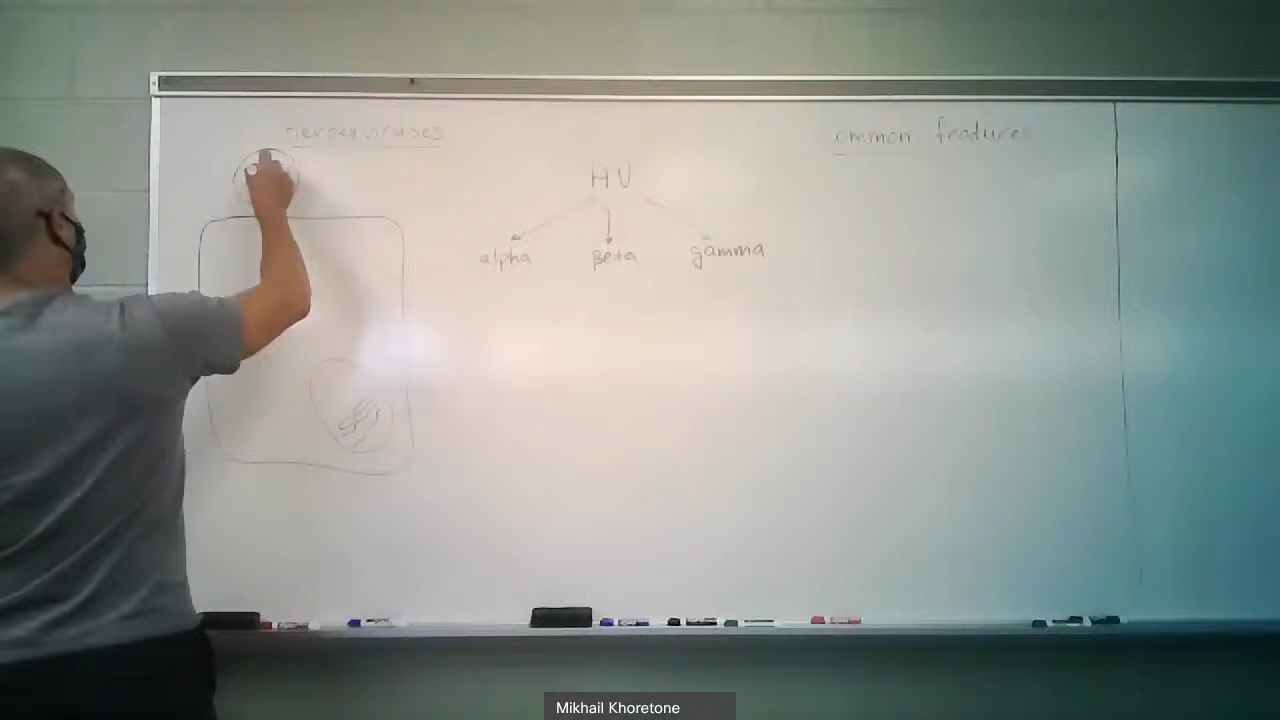 herpesviruses
common features
HV
alpha
beta
gamma
Mikhail Khoretone